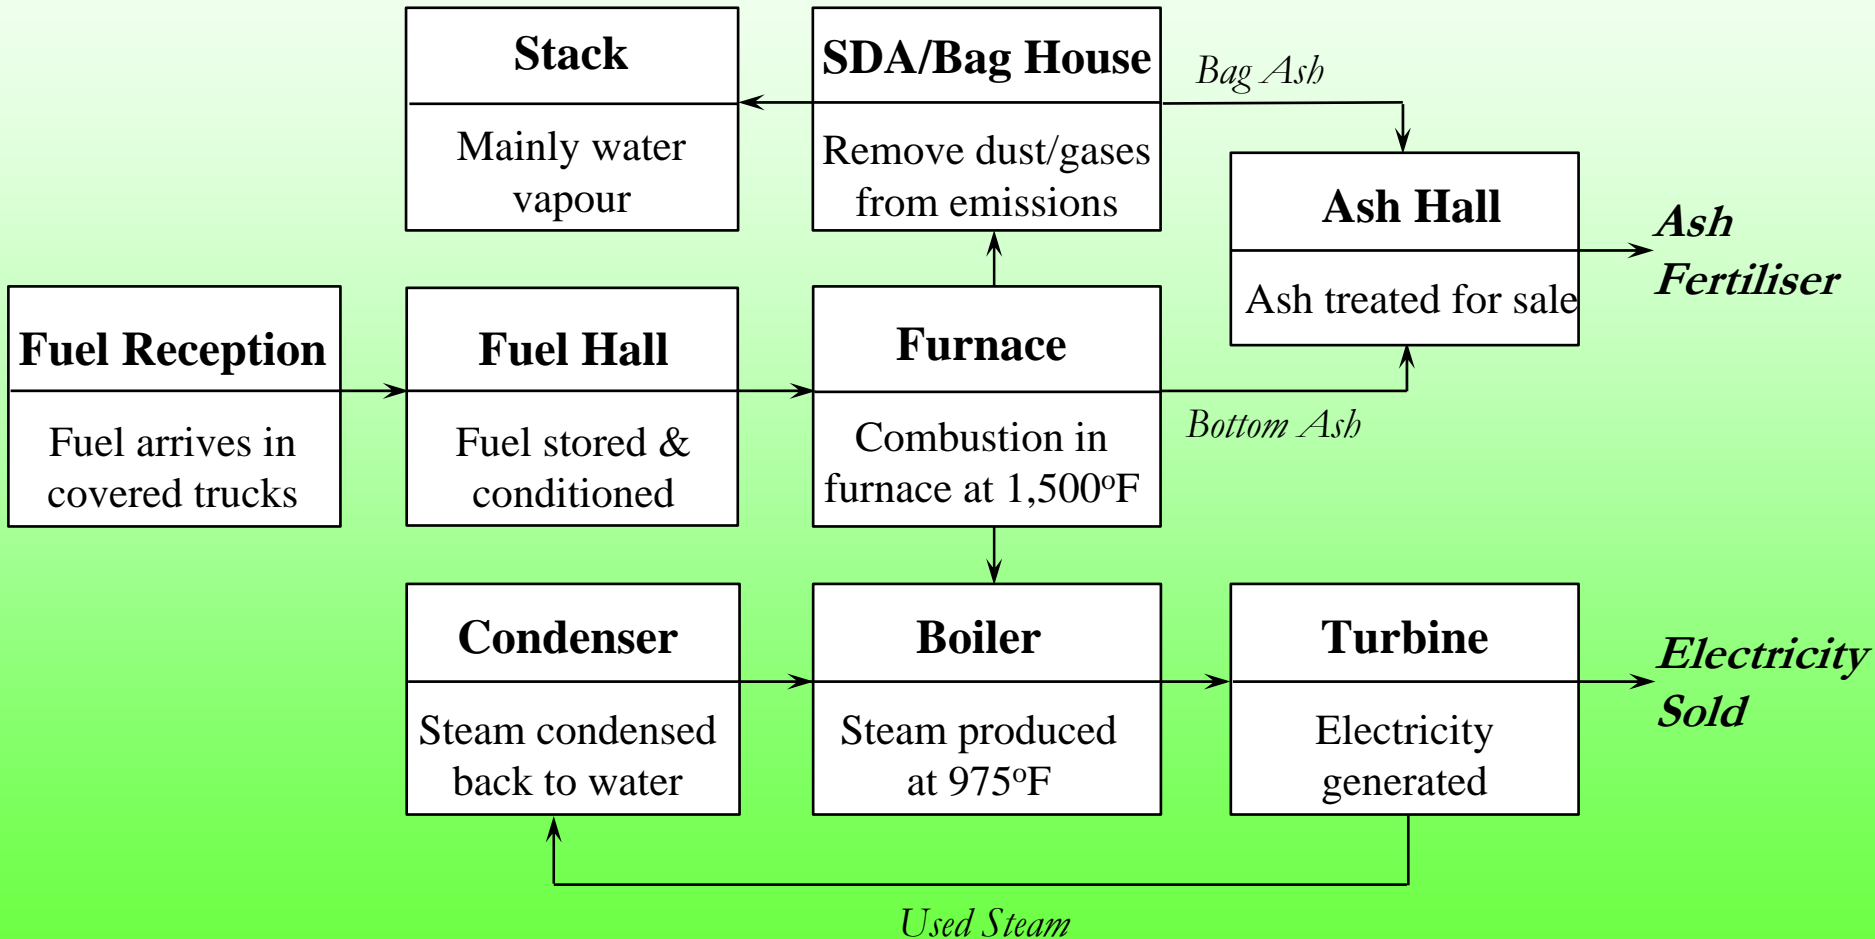 Stack
Mainly water
vapour
SDA/Bag House
Remove dust/gases
from emissions
Bag Ash
Ash Hall
Ash treated for sale
Ash
Fertiliser
Fuel Reception
Fuel arrives in
covered trucks
Fuel Hall
Fuel stored &
conditioned
Furnace
Combustion in
furnace at 1,500ºF
Bottom Ash
Condenser
Steam condensed
back to water
Boiler
Steam produced
at 975ºF
Turbine
Electricity
generated
Electricity
Sold
Used Steam